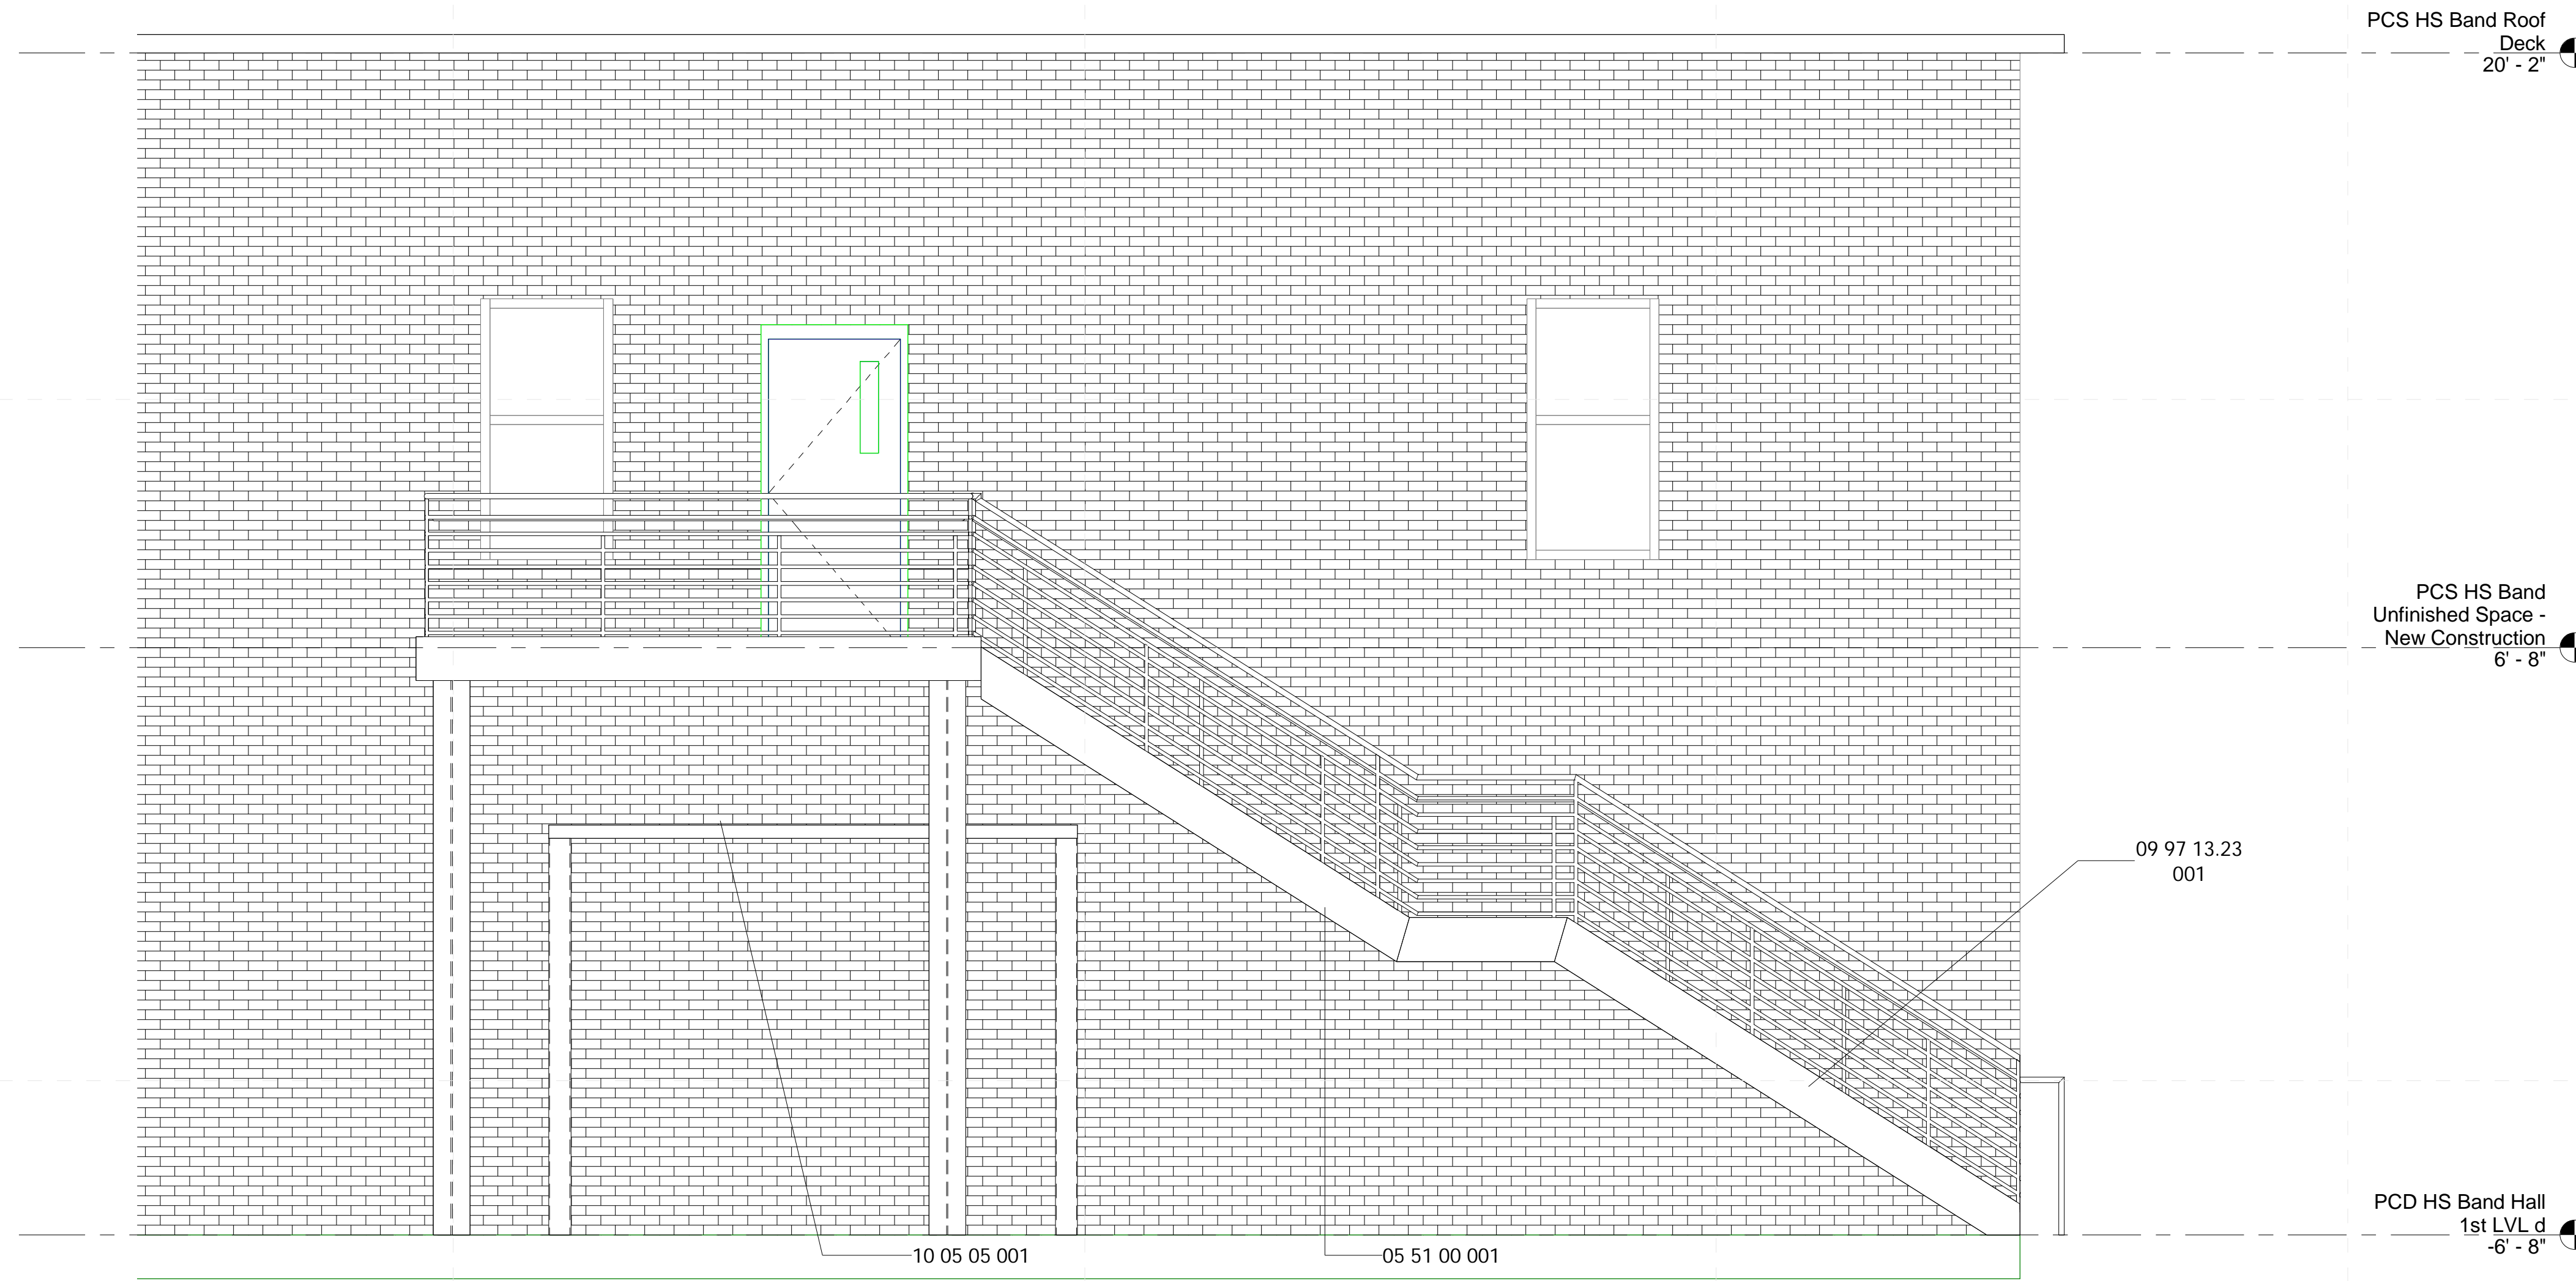 PCS HS Band Roof
Deck
20' - 2"
PCS HS Band
Unfinished Space -
New Construction
6' - 8"
09 97 13.23
001
PCD HS Band Hall
1st LVL d
-6' - 8"
10 05 05 001
05 51 00 001